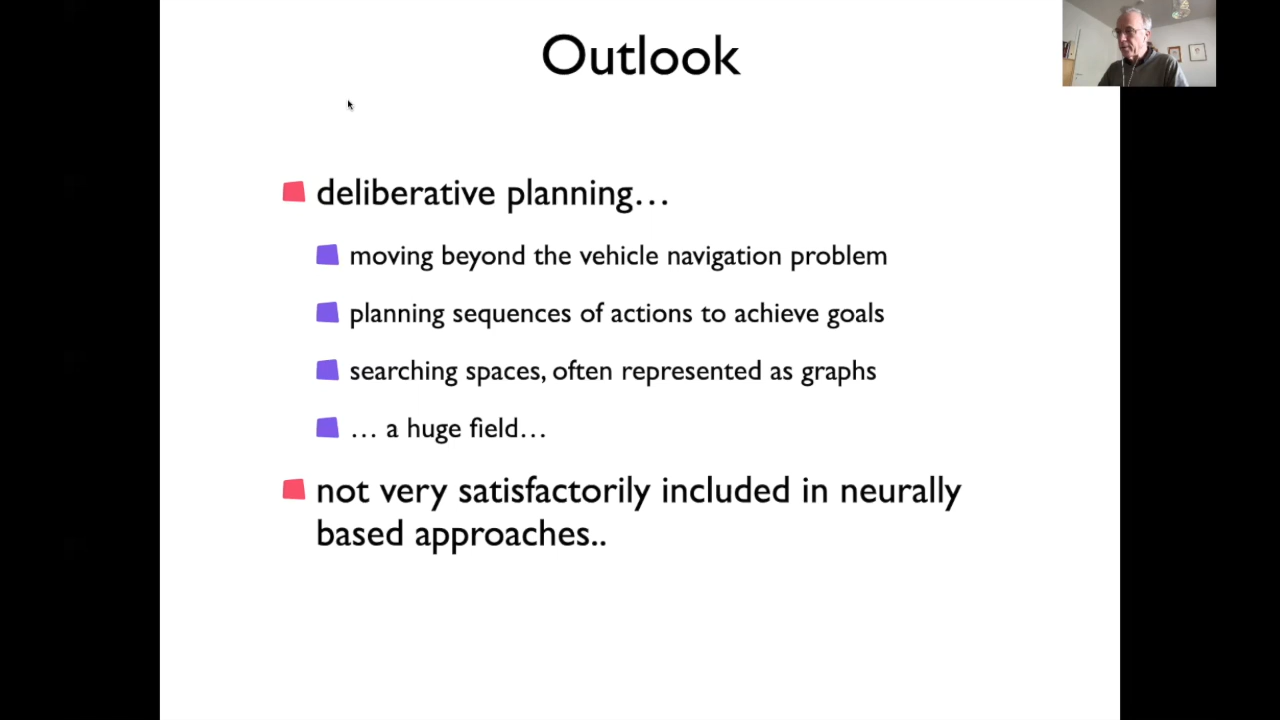 Outlook
deliberative planning…
moving beyond the vehicle navigation problem
planning sequences of actions to achieve goals
searching spaces, often represented as graphs
… a huge field…
not very satisfactorily included in neurally
based approaches..